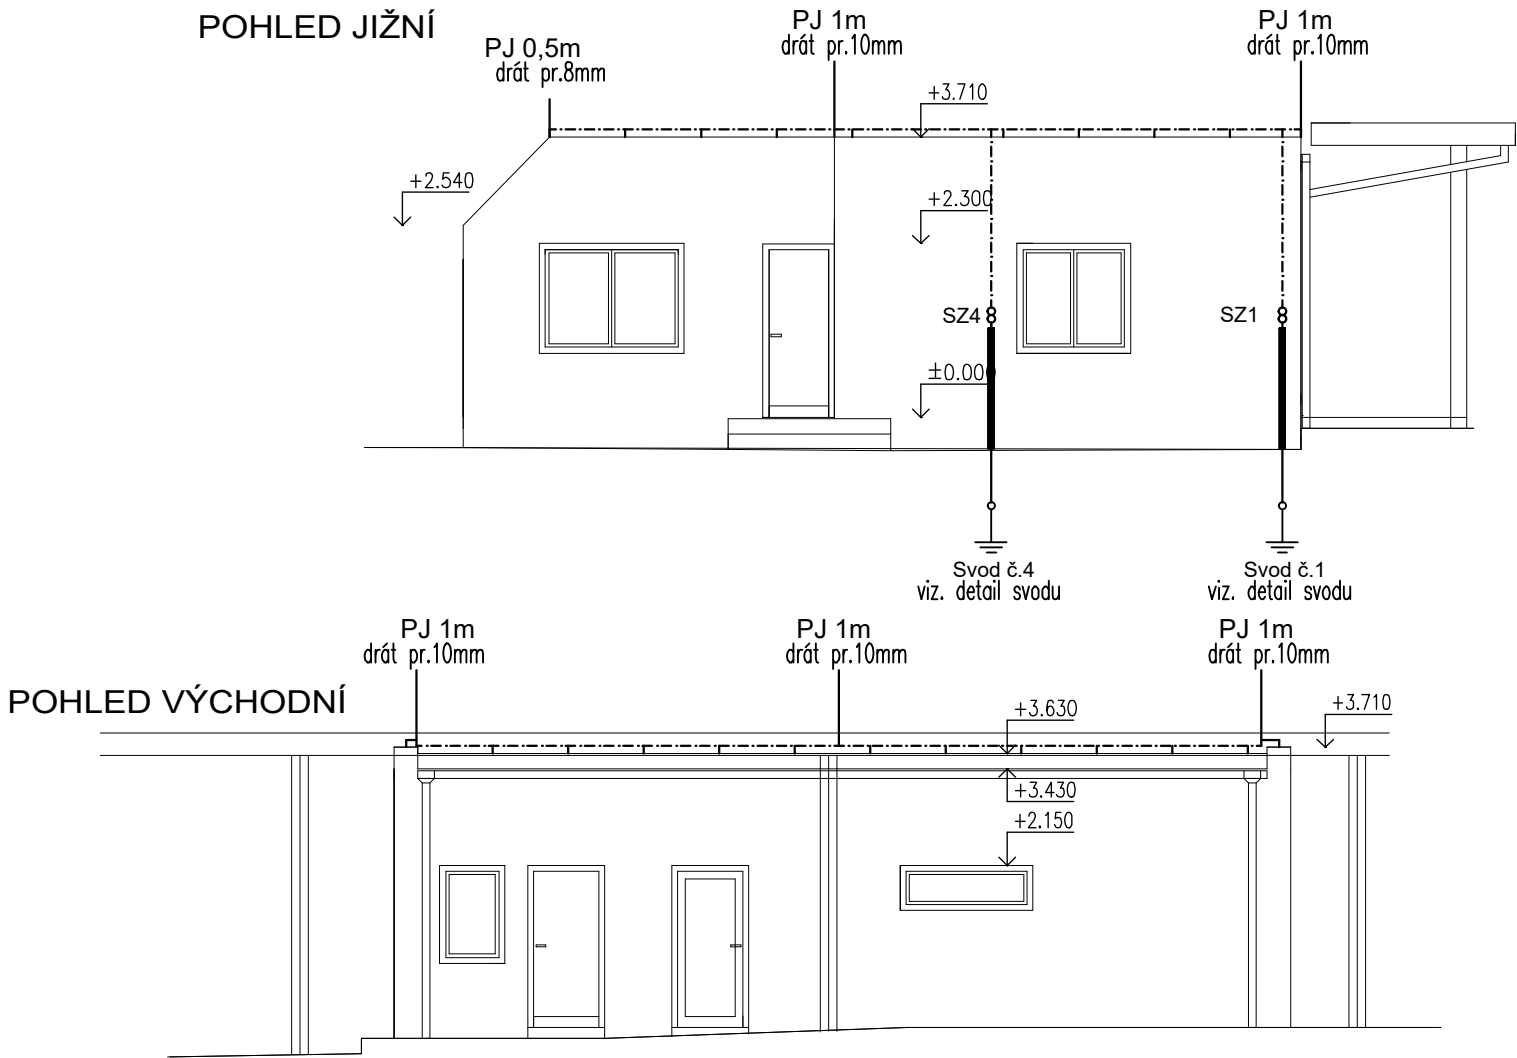 POHLED JIŽNÍ
PJ 0,5m
drát pr.8mm
PJ 1m
drát pr.10mm
PJ 1m
drát pr.10mm
+3.710
+2.540
+2.300
SZ4
SZ1
±0.000
Svod č.4
viz. detail svodu
Svod č.1
viz. detail svodu
PJ 1m
drát pr.10mm
PJ 1m
drát pr.10mm
PJ 1m
drát pr.10mm
POHLED VÝCHODNÍ
+3.630
+3.710
+3.430
+2.150